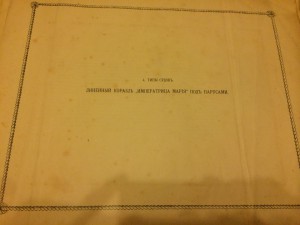 ЛИНЕЙНЫЙ КОРАБЛЬ „ИМПЕРАТРИЦА МАРІЯ“ ПОДЪ ПАРУСАМИ